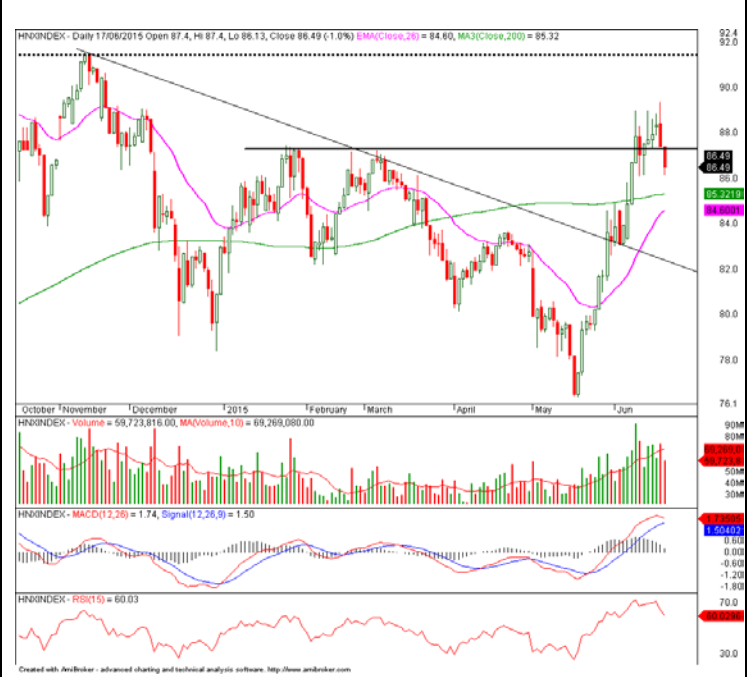 HNXINDEX - Daily 17/06/2015 Open 87.4, Hi 87.4, Lo 86.13, Close 86.49 (-1.0%) EMA(Close,26) = 84.60, MA3(Close,200) = 85.32
92.4
92.0
90.0
88.0
86.49
86.49
86.0
85.3219
84.6001
84.0
82.0
80.0
78.0
76.1
October November December 2015 February March April May Jun
HNXINDEX - Volume = 59,723,816.00, MA(Volume,10) = 69,269,080.00
90M
80M
69,269,0
59,723,8
50M
40M
30M
HNXINDEX - MACD(12,26) = 1.74, Signal(12,26,9) = 1.50
1.50402
0.60
0.00
-0.60
-1.20
-1.80
HNXINDEX - RSI(15) = 60.03
70.0
60.0286
30.0
Created with AmiBroker - advanced charting and technical analysis software. http://www.amibroker.com